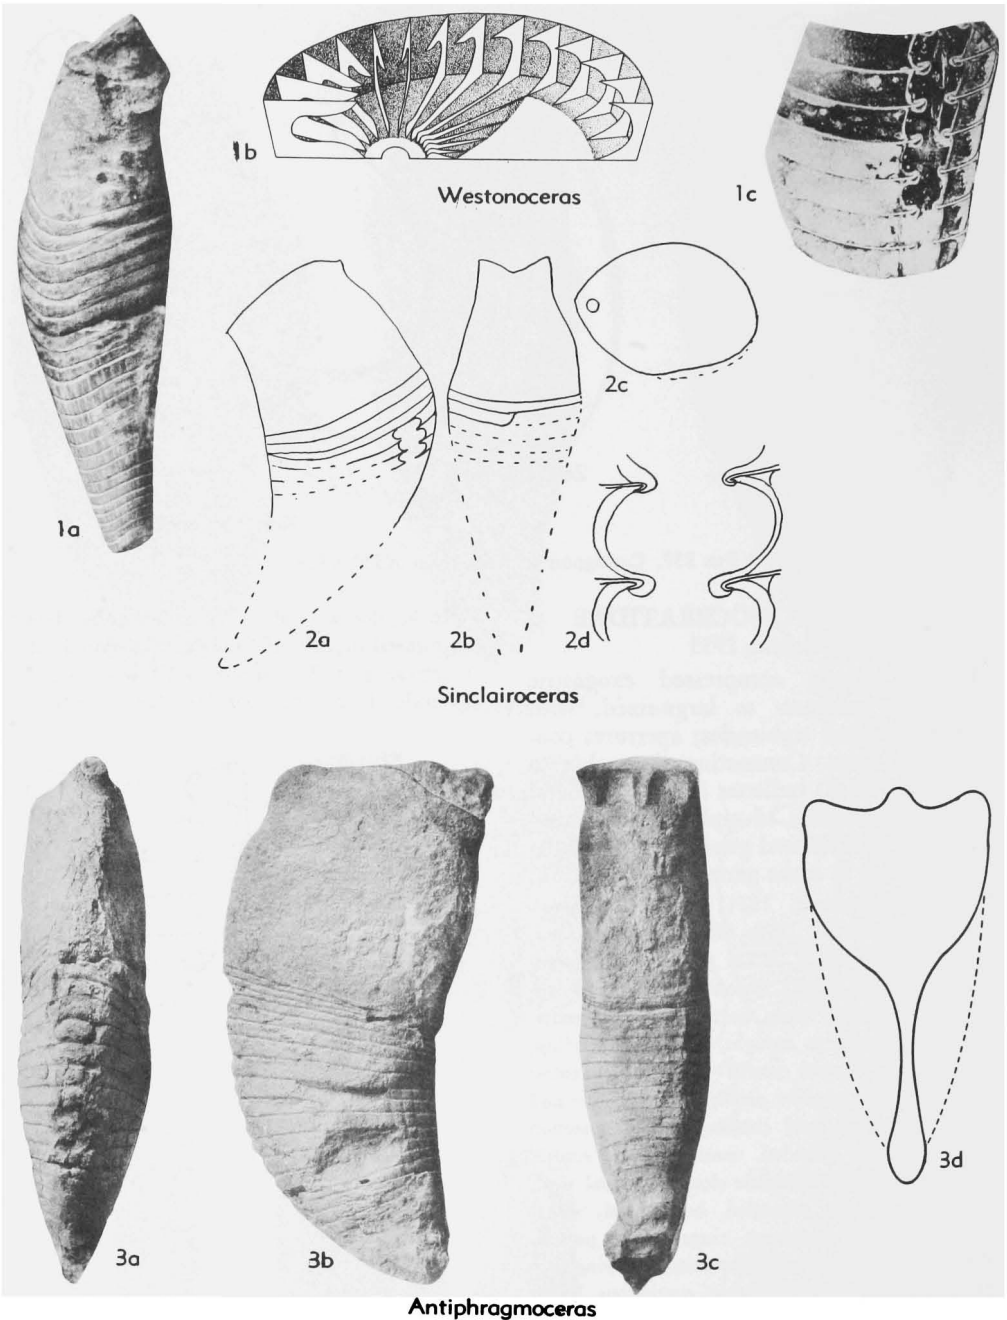 1b
Westonoceras
1c
1a
2c
2a
2b
2d
Sinclairoceras
3a
3b
3c
3d
Antiphragmoceras